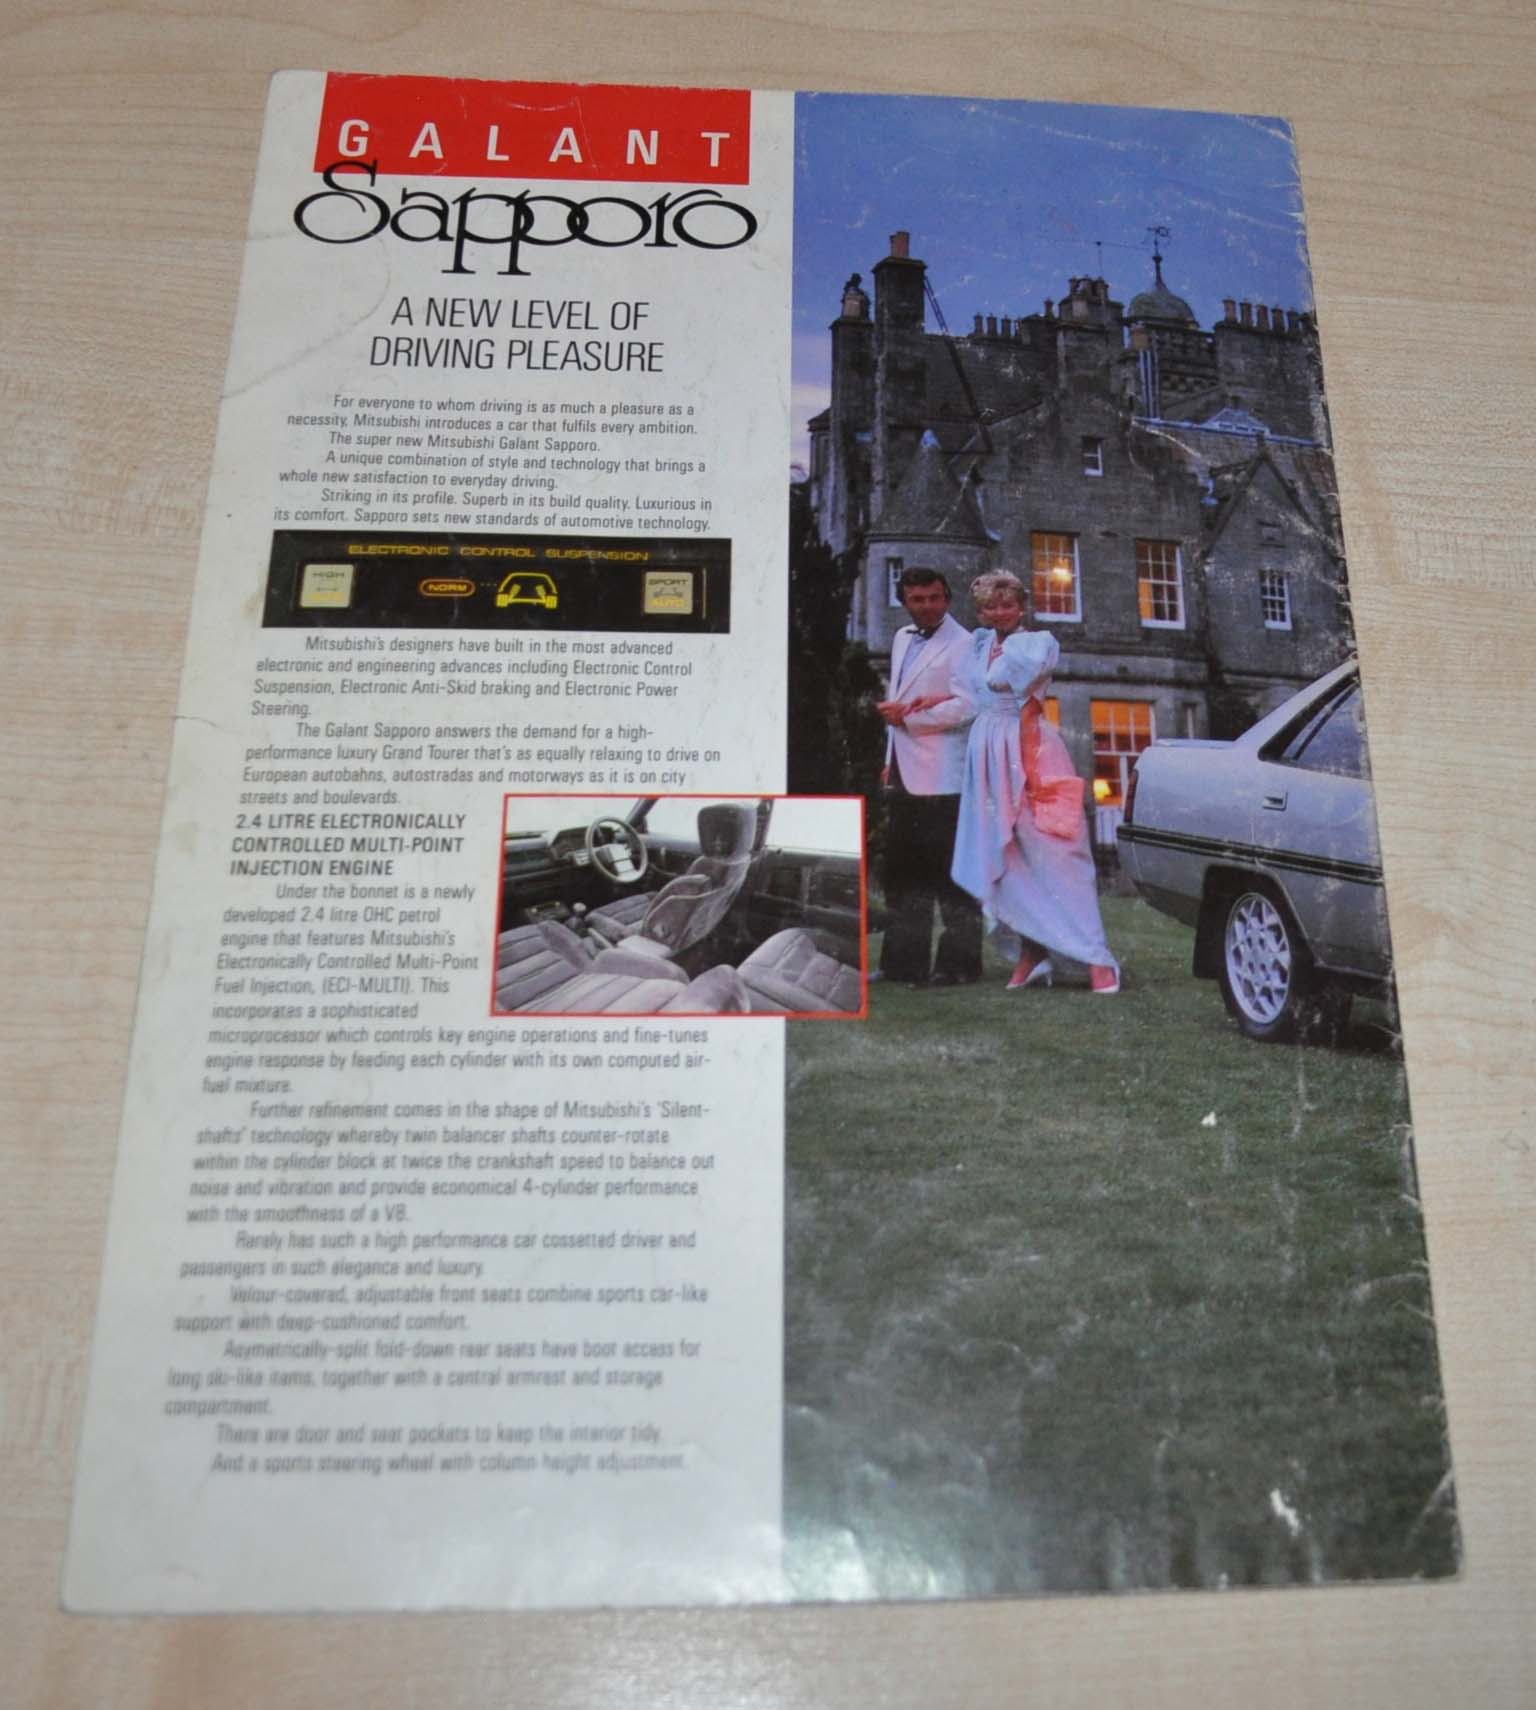 GALANT
Sapporo
A NEW LEVEL OF
DRIVING PLEASURE
For everyone to whom driving is as much a pleasure as a
necessity, Mitsubishi introduces a car that fulfils every ambition.
The super new Mitsubishi Galant Sapporo.
A unique combination of style and technology that brings a
whole new satisfaction to everyday driving.
Striking in its profile. Superb in its build quality. Luxurious in
its comfort. Sapporo sets new standards of automotive technology.
ELECTRONIC CONTROL SUSPENSION
HIGH
NORM
SPORT
AUTO
Mitsubishi's designers have built in the most advanced
electronic and engineering advances including Electronic Control
Suspension, Electronic Anti-Skid braking and Electronic Power
Steering.
The Galant Sapporo answers the demand for a high-
performance luxury Grand Tourer that's as equally relaxing to drive on
European autobahns, autostradas and motorways as it is on city
streets and boulevards.
2.4 LITRE ELECTRONICALLY
CONTROLLED MULTI-POINT
INJECTION ENGINE
Under the bonnet is a newly
developed 2.4 litre OHC petrol
engine that features Mitsubishi's
Electronically Controlled Multi-Point
Fuel Injection, (ECI-MULTI). This
incorporates a sophisticated
microprocessor which controls key engine operations and fine-tunes
engine response by feeding each cylinder with its own computed air-
fuel mixture.
Further refinement comes in the shape of Mitsubishi's 'Silent-
shafts' technology whereby twin balancer shafts counter-rotate
within the cylinder block at twice the crankshaft speed to balance out
noise and vibration and provide economical 4-cylinder performance
with the smoothness of a V8.
Rarely has such a high performance car cossetted driver and
passengers in such elegance and luxury.
Velour-covered, adjustable front seats combine sports car-like
support with deep-cushioned comfort.
Asymetrically-split fold-down rear seats have boot access for
long ski-like items, together with a central armrest and storage
compartment.
There are door and seat pockets to keep the interior tidy.
And a sports steering wheel with column height adjustment.